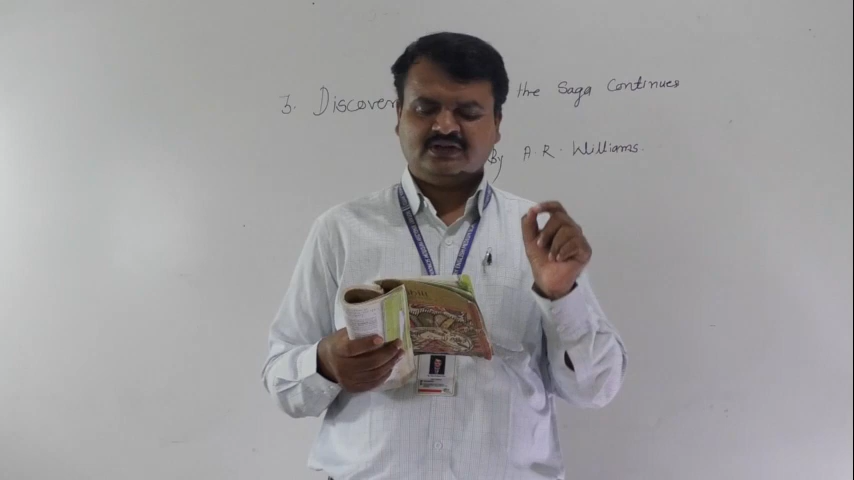 3. Discover the Saga Continues
By A. R. Williams.